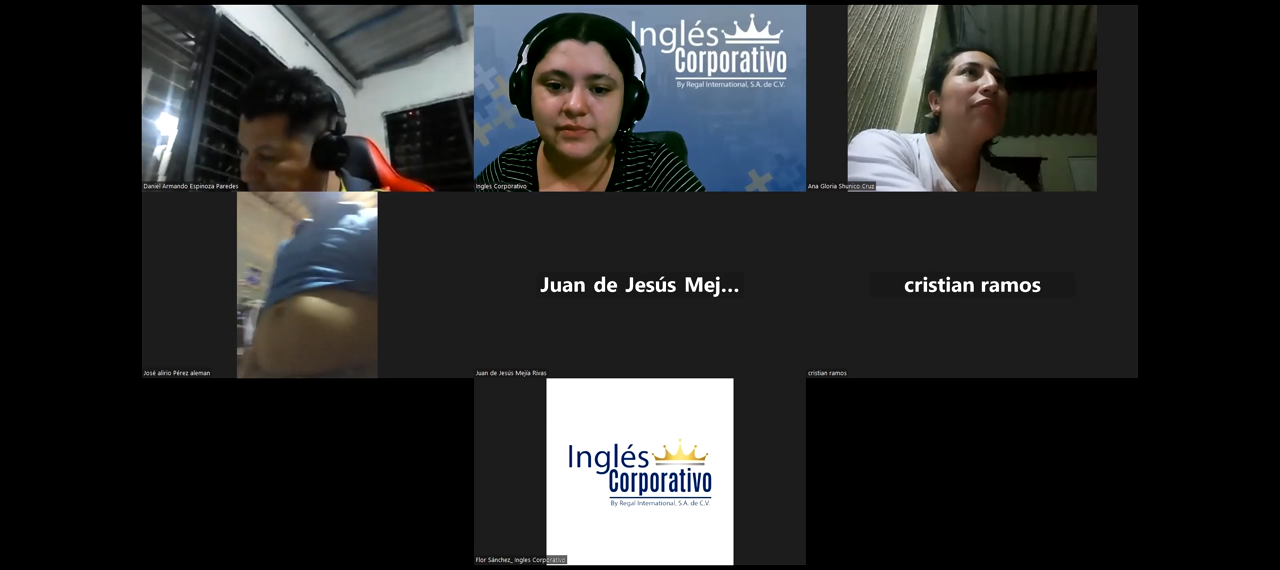 Inglés
Corporativo
By Regal International, S.A. de C.V.
Daniel Armando Espinoza Paredes
Ingles Corporativo
Ana Gloria Shunico Cruz
Juan de Jesús Mej...
cristian ramos
José alirio Pérez aleman
Juan de Jesús Mejía Rivas
cristian ramos
Inglés
Corporativo
By Regal International, S.A. de C.V.
Flor Sánchez_ Ingles Corporativo